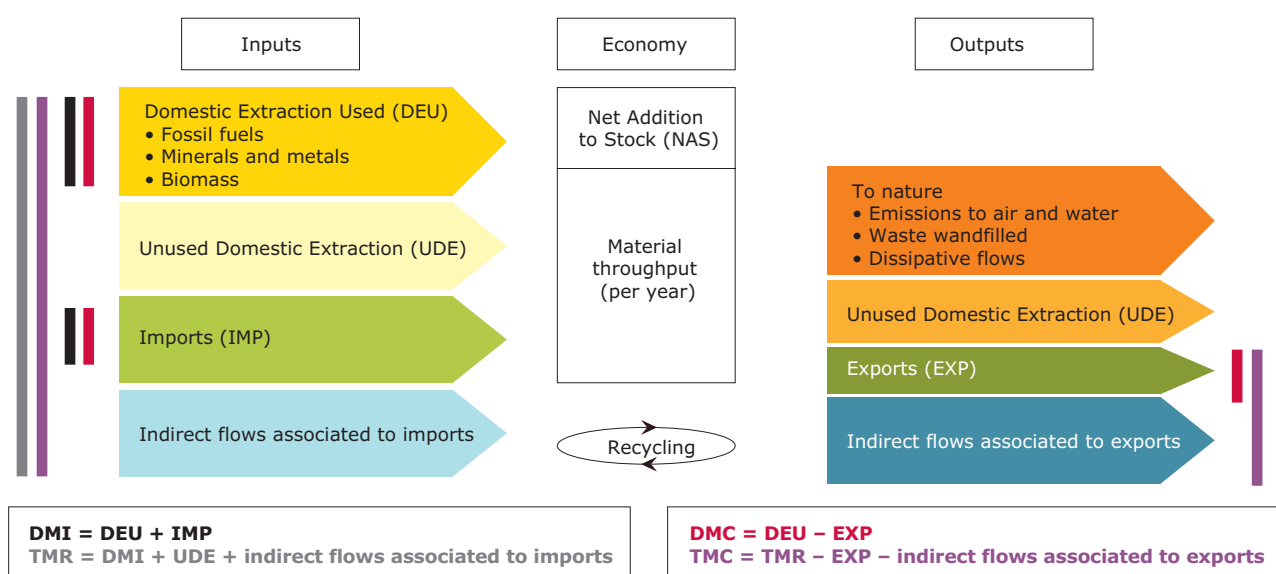 Inputs
Economy
Outputs
Domestic Extraction Used (DEU)
• Fossil fuels
• Minerals and metals
• Biomass
Unused Domestic Extraction (UDE)
Imports (IMP)
Indirect flows associated to imports
Net Addition
to Stock (NAS)
Material
throughput
(per year)
Recycling
To nature
• Emissions to air and water
• Waste wandfilled
• Dissipative flows
Unused Domestic Extraction (UDE)
Exports (EXP)
Indirect flows associated to exports
DMI = DEU + IMP
TMR = DMI + UDE + indirect flows associated to imports
DMC = DEU – EXP
TMC = TMR – EXP – indirect flows associated to exports